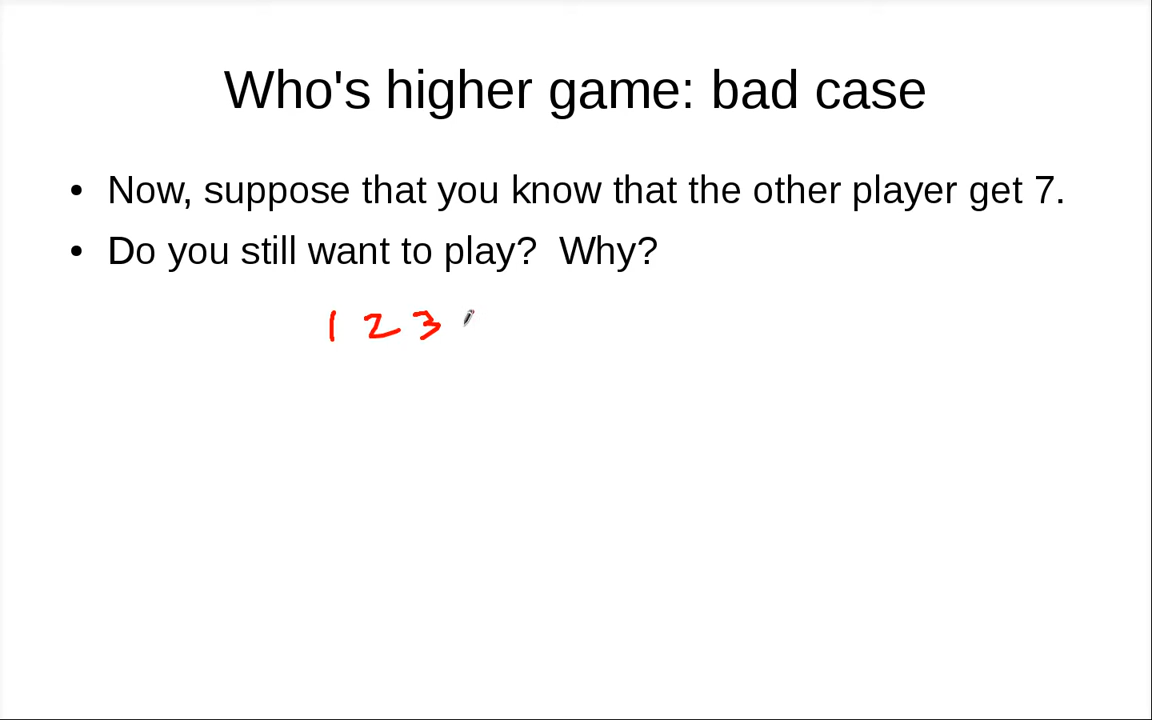 Who's higher game: bad case
• Now, suppose that you know that the other player get 7.
• Do you still want to play? Why?
1 2 3